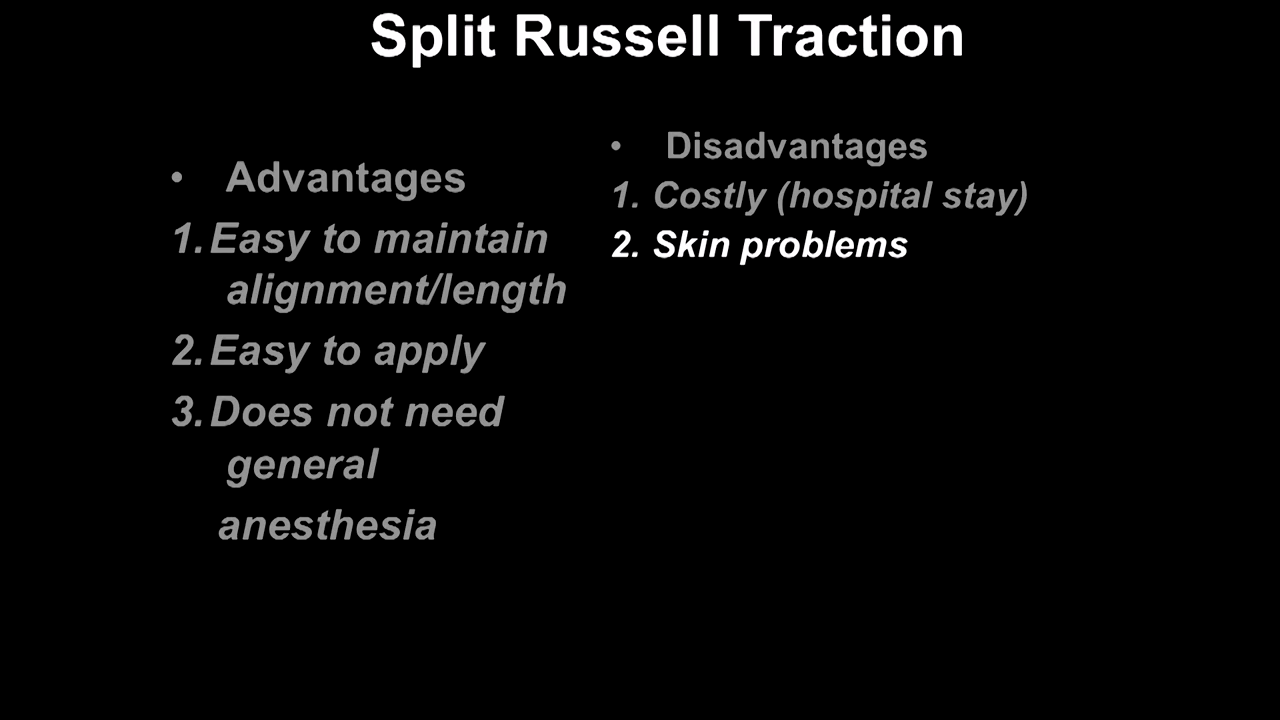 Split Russell Traction
• Advantages
1. Easy to maintain
alignment/length
2. Easy to apply
3. Does not need
general
anesthesia
• Disadvantages
1. Costly (hospital stay)
2. Skin problems